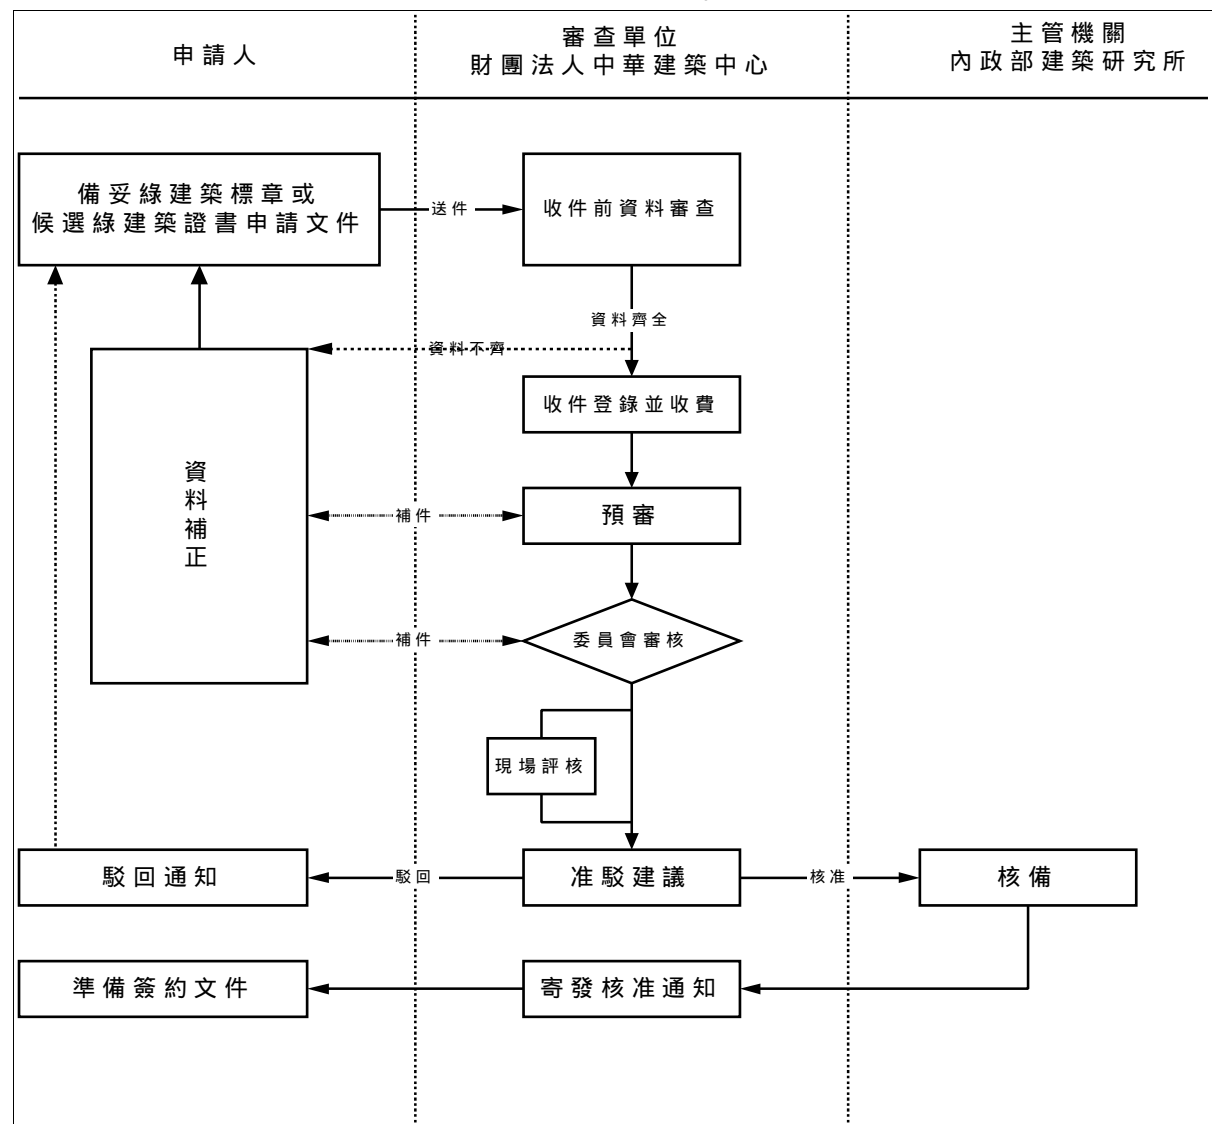 申請人
審查單位
財團法人中華建築中心
主管機關
內政部建築研究所
備妥綠建築標章或
候選綠建築證書申請文件
送件
收件前資料審查
資料齊全
資料不齊
收件登錄並收費
資料補正
補件
預審
補件
委員會審核
現場評核
駁回通知
駁回
准駁建議
核准
核備
準備簽約文件
寄發核准通知